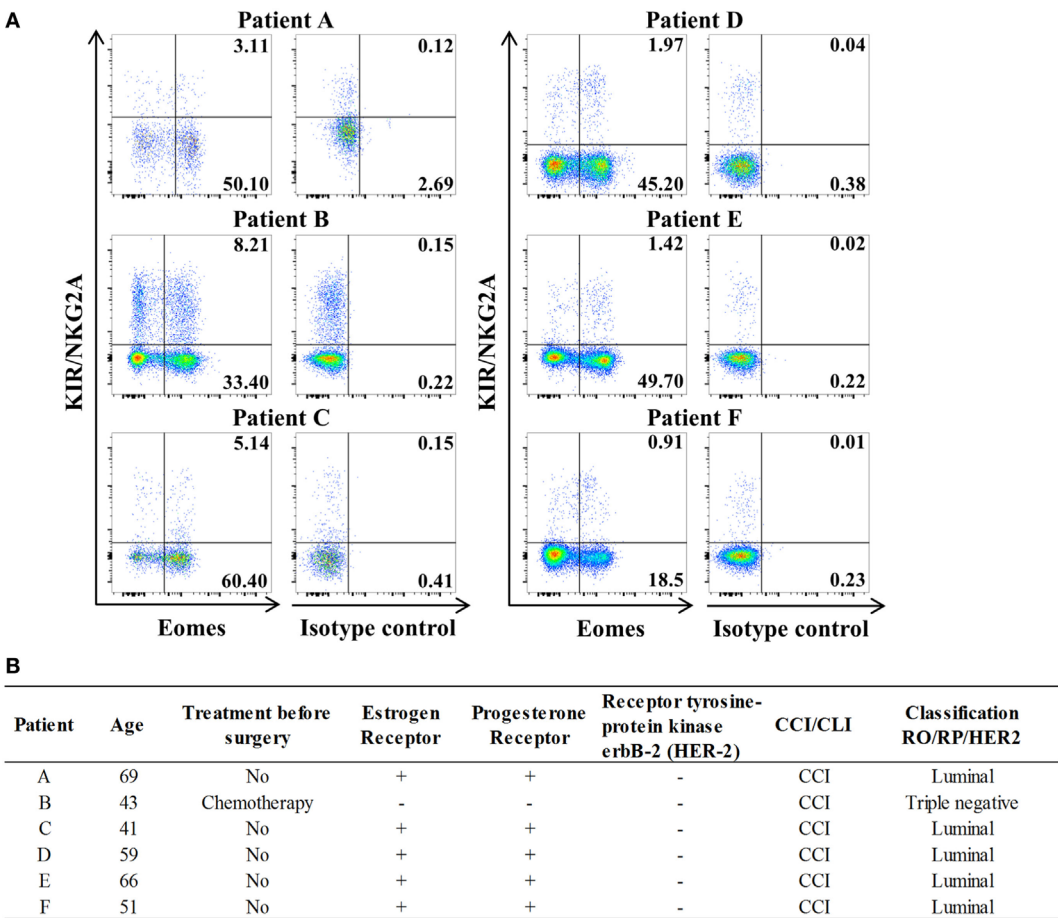 A
Patient A
3.11
0.12
50.10
2.69
Patient B
8.21
0.15
33.40
0.22
Patient C
5.14
0.15
60.40
0.41
KIR/NKG2A
Eomes
Isotype control
Patient D
1.97
0.04
45.20
0.38
Patient E
1.42
0.02
49.70
0.22
Patient F
0.91
0.01
18.5
0.23
KIR/NKG2A
Eomes
Isotype control
B
Patient Age Treatment before surgery Estrogen Receptor Progesterone Receptor Receptor tyrosine-protein kinase erbB-2 (HER-2) CCI/CLI Classification RO/RP/HER2
A 69 No + + - CCI Luminal
B 43 Chemotherapy - - - CCI Triple negative
C 41 No + + - CCI Luminal
D 59 No + + - CCI Luminal
E 66 No + + - CCI Luminal
F 51 No + + - CCI Luminal